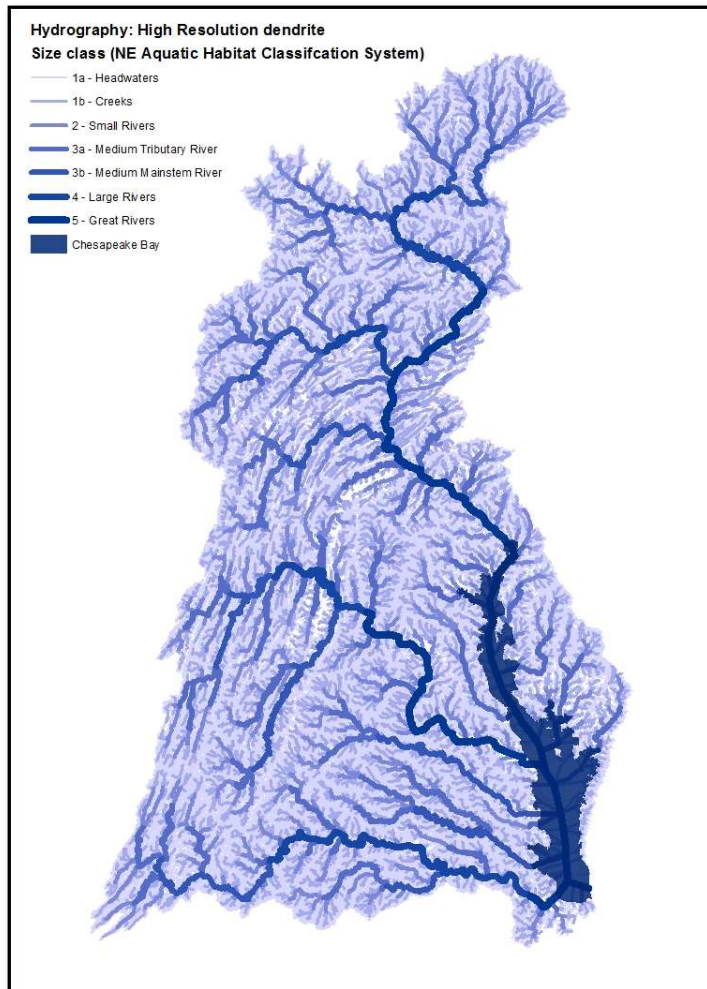 Hydrography: High Resolution dendrite
Size class (NE Aquatic Habitat Classifcation System)
1a - Headwaters
1b - Creeks
2 - Small Rivers
3a - Medium Tributary River
3b - Medium Mainstem River
4 - Large Rivers
5 - Great Rivers
Chesapeake Bay